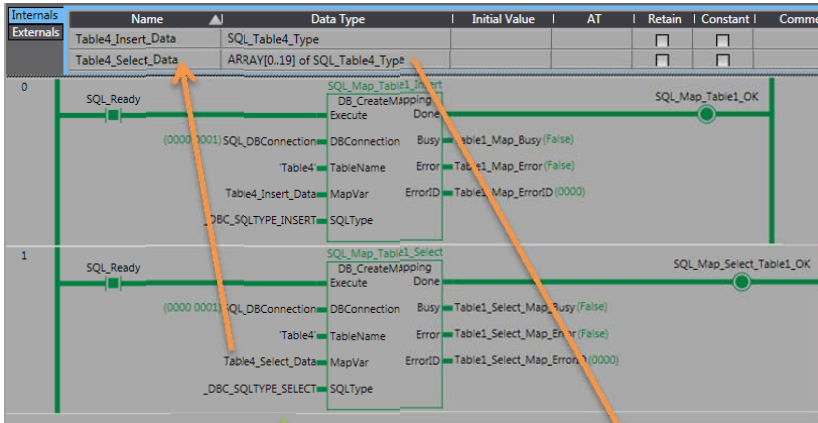 Internals
Externals
Name Data Type Initial Value AT Retain Constant Comme
Table4_Insert_Data SQL_Table4_Type
Table4_Select_Data ARRAY[0..19] of SQL_Table4_Type
0
SQL_Map_Table1_Insert
SQL_Ready DB_CreateMapping SQL_Map_Table1_OK
Execute Done
(0000 0001) SQL_DBConnection DBConnection Busy Table1_Map_Busy (False)
'Table4' TableName Error Table1_Map_Error (False)
Table4_Insert_Data MapVar ErrorID Table1_Map_ErrorID (0000)
_DBC_SQLTYPE_INSERT SQLType
1
SQL_Map_Table1_Select
SQL_Ready DB_CreateMapping SQL_Map_Select_Table1_OK
Execute Done
(0000 0001) SQL_DBConnection DBConnection Busy Table1_Select_Map_Busy (False)
'Table4' TableName Error Table1_Select_Map_Error (False)
Table4_Select_Data MapVar ErrorID Table1_Select_Map_ErrorID (0000)
_DBC_SQLTYPE_SELECT SQLType